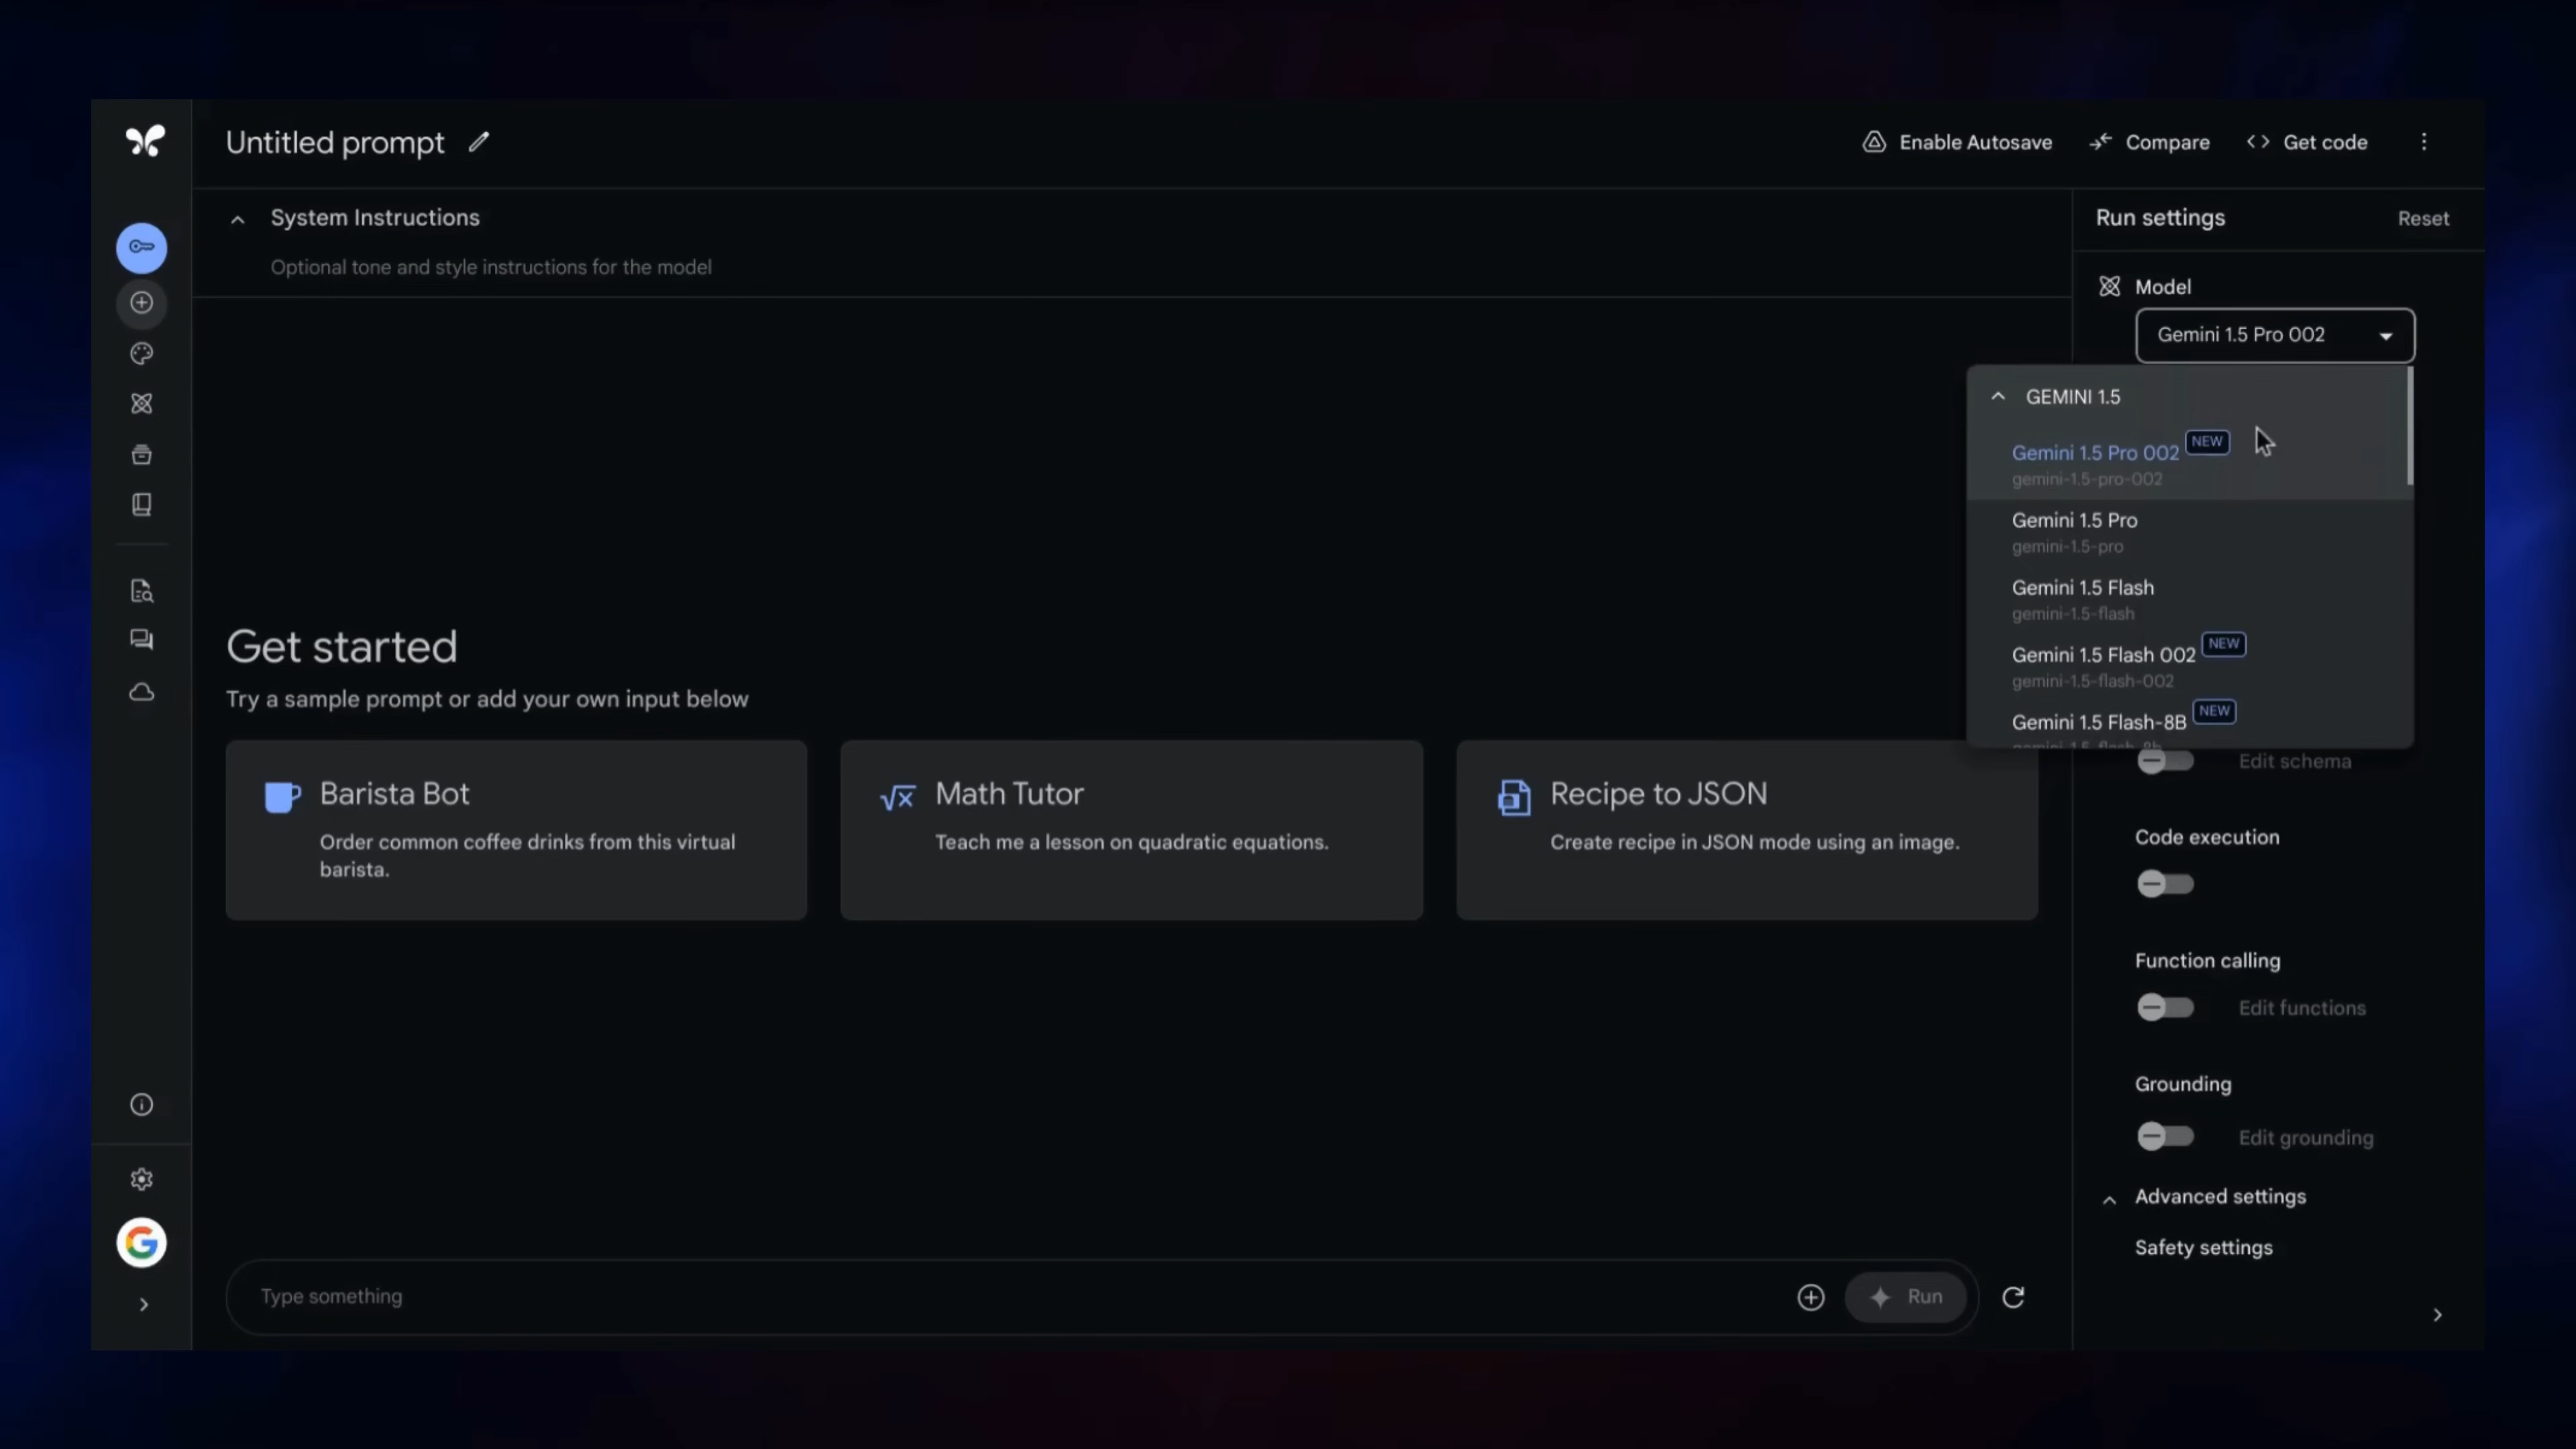 Untitled prompt
Enable Autosave
Compare
Get code
System Instructions
Optional tone and style instructions for the model
Run settings
Reset
Model
Gemini 1.5 Pro 002
GEMINI 1.5
Gemini 1.5 Pro 002 NEW
gemini-1.5-pro-002
Gemini 1.5 Pro
gemini-1.5-pro
Gemini 1.5 Flash
gemini-1.5-flash
Gemini 1.5 Flash 002 NEW
gemini-1.5-flash-002
Gemini 1.5 Flash-8B NEW
gemini-1.5-flash-8b
Get started
Try a sample prompt or add your own input below
Barista Bot
Order common coffee drinks from this virtual
barista.
Math Tutor
Teach me a lesson on quadratic equations.
Recipe to JSON
Create recipe in JSON mode using an image.
Edit schema
Code execution
Function calling
Edit functions
Grounding
Edit grounding
Advanced settings
Safety settings
Type something
Run